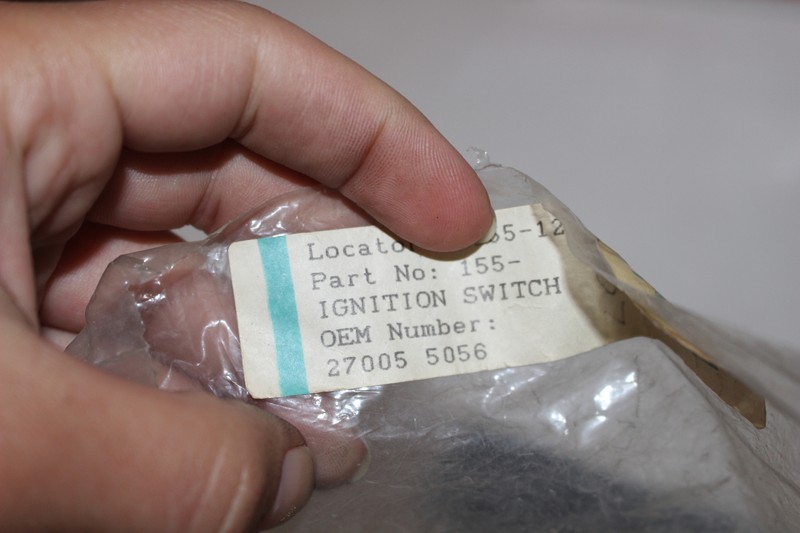 Locato 55-12
Part No: 155-
IGNITION SWITCH
OEM Number:
27005 5056